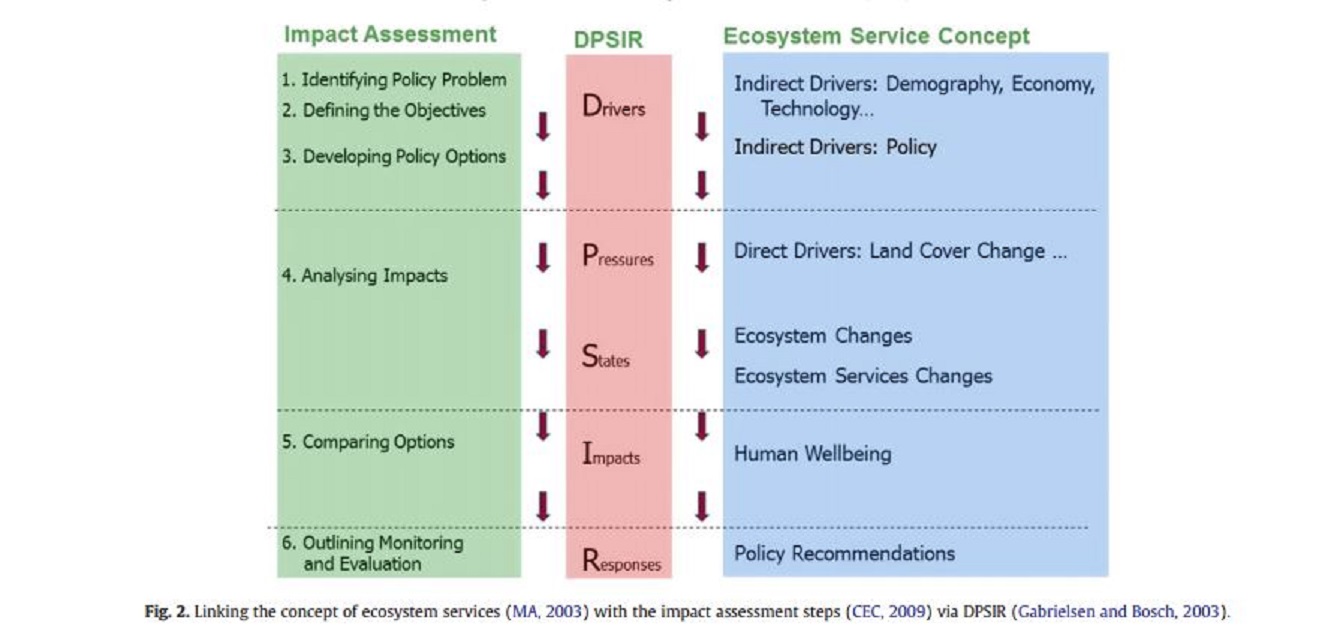 Impact Assessment
DPSIR
Ecosystem Service Concept
1. Identifying Policy Problem
2. Defining the Objectives
3. Developing Policy Options
4. Analysing Impacts
5. Comparing Options
6. Outlining Monitoring
and Evaluation
Drivers
Pressures
States
Impacts
Responses
Indirect Drivers: Demography, Economy,
Technology...
Indirect Drivers: Policy
Direct Drivers: Land Cover Change ...
Ecosystem Changes
Ecosystem Services Changes
Human Wellbeing
Policy Recommendations
Fig. 2. Linking the concept of ecosystem services (MA, 2003) with the impact assessment steps (CEC, 2009) via DPSIR (Gabrielsen and Bosch, 2003).